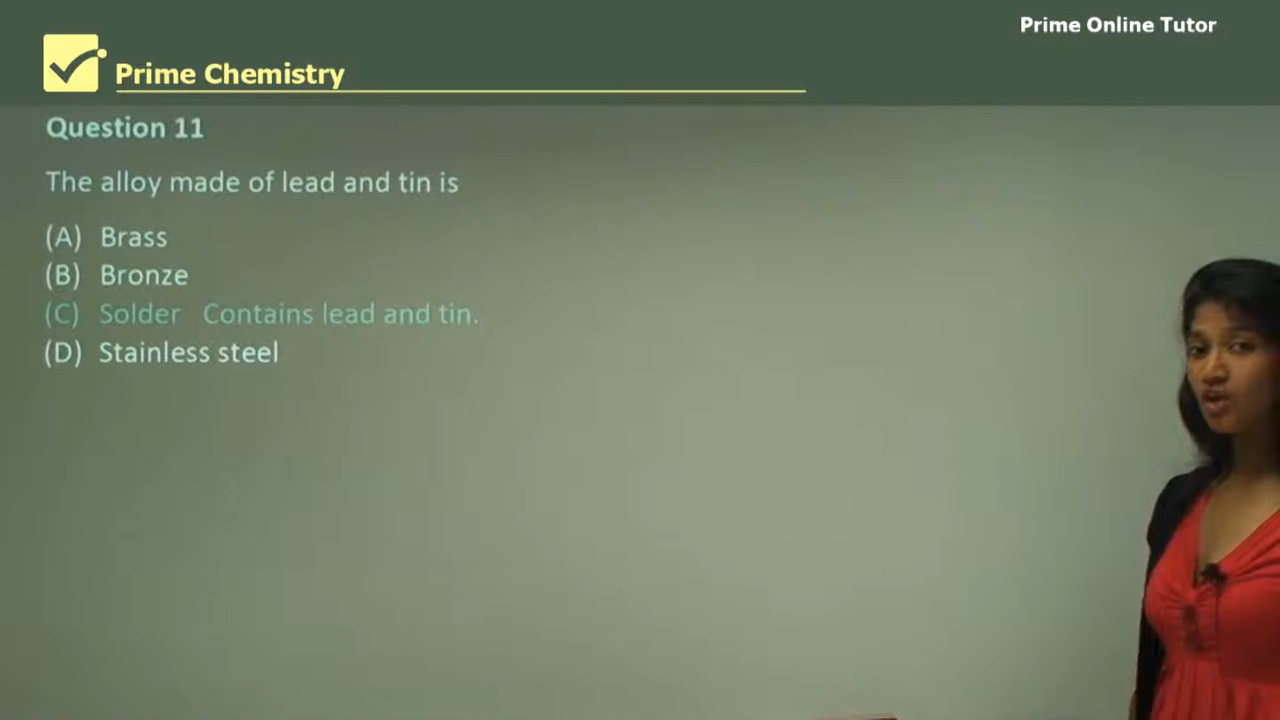 Prime Online Tutor
Prime Chemistry
Question 11
The alloy made of lead and tin is
(A) Brass
(B) Bronze
(C) Solder Contains lead and tin.
(D) Stainless steel